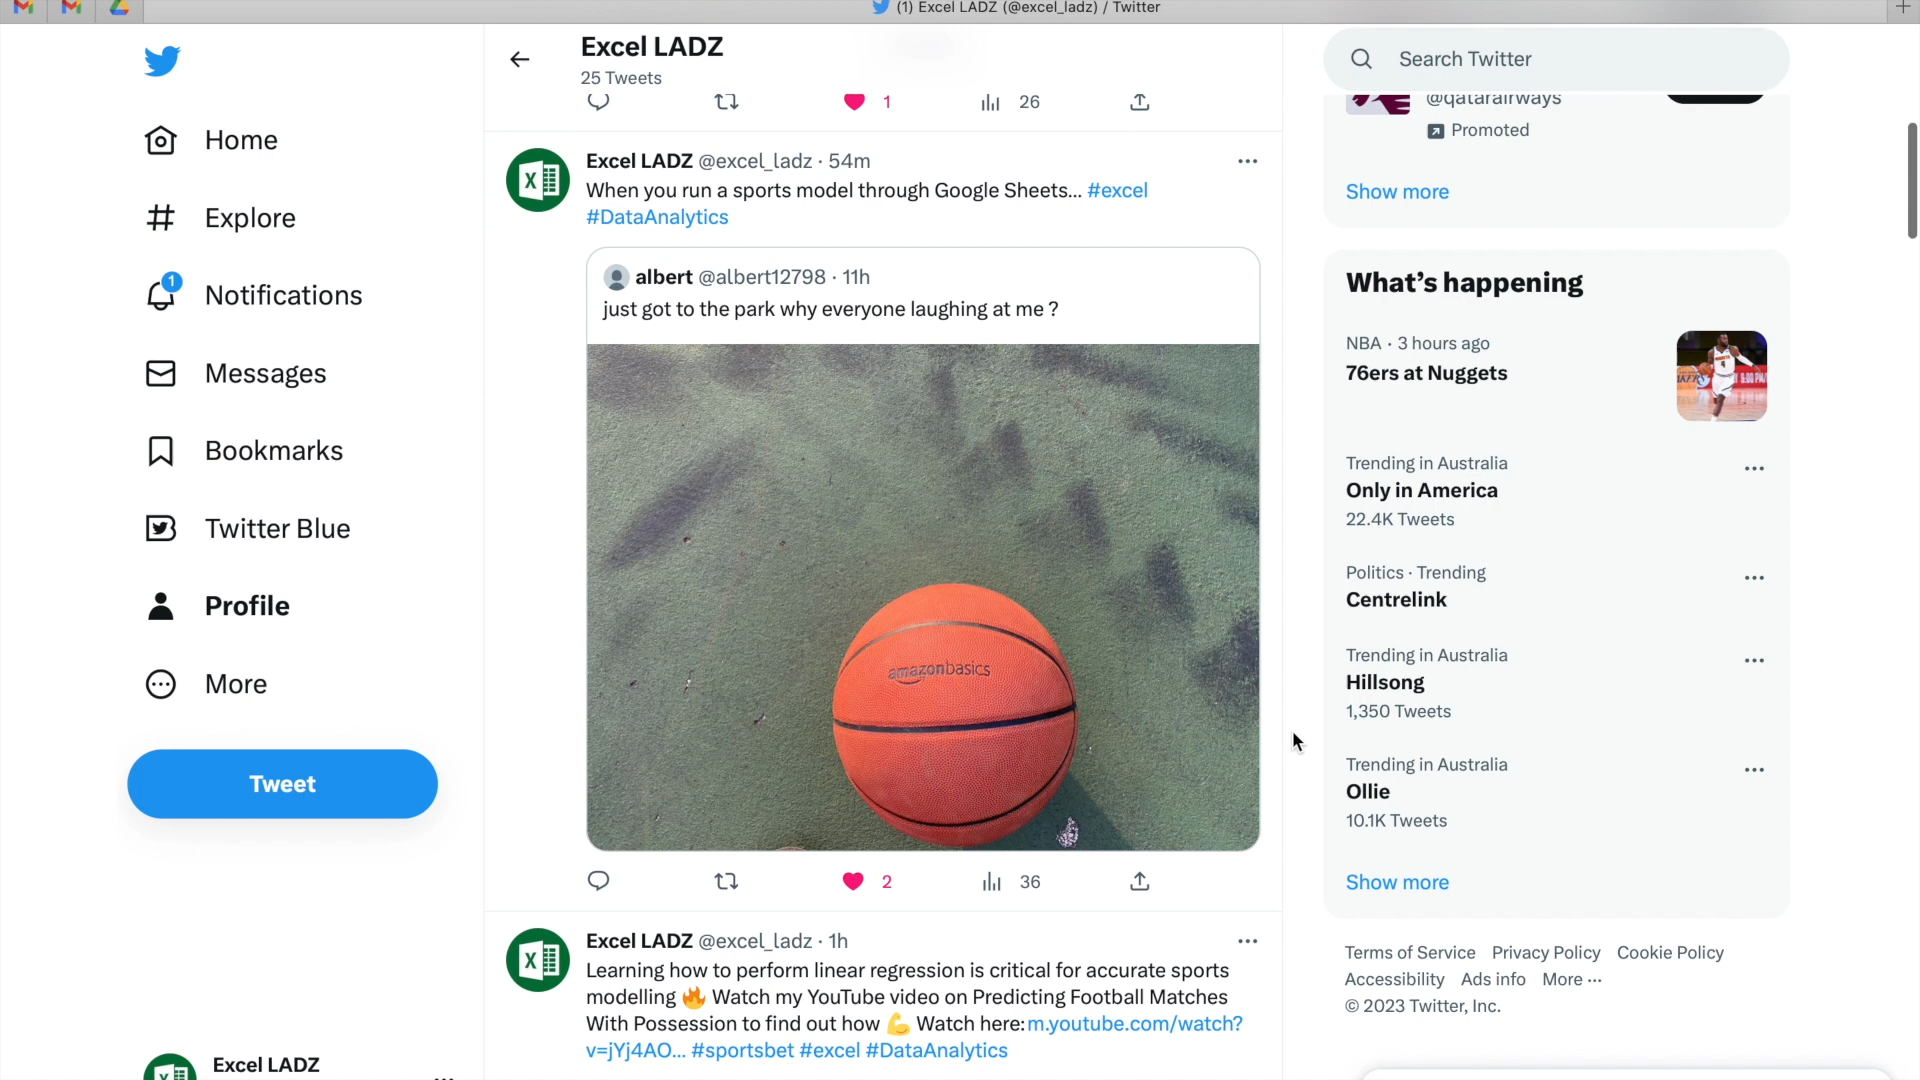 (1) Excel LADZ (@excel_ladz) / Twitter
Excel LADZ
25 Tweets
1
26
Home
Explore
1
Notifications
Messages
Bookmarks
Twitter Blue
Profile
More
Tweet
Excel LADZ
Excel LADZ @excel_ladz · 54m
When you run a sports model through Google Sheets... #excel
#DataAnalytics
albert @albert12798 · 11h
just got to the park why everyone laughing at me ?
amazonbasics
2
36
Excel LADZ @excel_ladz · 1h
Learning how to perform linear regression is critical for accurate sports
modelling 🔥 Watch my YouTube video on Predicting Football Matches
With Possession to find out how 💪 Watch here: m.youtube.com/watch?
v=jYj4AO... #sportsbet #excel #DataAnalytics
Search Twitter
@qatarairways
Promoted
Show more
What's happening
NBA · 3 hours ago
76ers at Nuggets
Trending in Australia
Only in America
22.4K Tweets
Politics · Trending
Centrelink
Trending in Australia
Hillsong
1,350 Tweets
Trending in Australia
Ollie
10.1K Tweets
Show more
Terms of Service Privacy Policy Cookie Policy
Accessibility Ads info More ...
© 2023 Twitter, Inc.